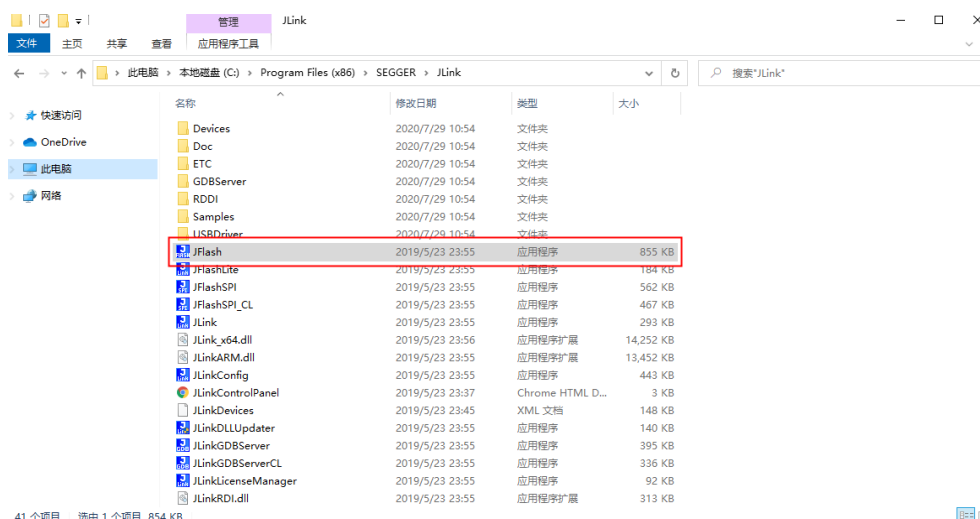 管理 JLink
文件 主页 共享 查看 应用程序工具
此电脑 › 本地磁盘 (C:) › Program Files (x86) › SEGGER › JLink 搜索"JLink"
名称 修改日期 类型 大小
快速访问
OneDrive
此电脑
网络
Devices 2020/7/29 10:54 文件夹
Doc 2020/7/29 10:54 文件夹
ETC 2020/7/29 10:54 文件夹
GDBServer 2020/7/29 10:54 文件夹
RDDI 2020/7/29 10:54 文件夹
Samples 2020/7/29 10:54 文件夹
USBDriver 2020/7/29 10:54 文件夹
JFlash 2019/5/23 23:55 应用程序 855 KB
JFlashLite 2019/5/23 23:55 应用程序 184 KB
JFlashSPI 2019/5/23 23:55 应用程序 562 KB
JFlashSPI_CL 2019/5/23 23:55 应用程序 467 KB
JLink 2019/5/23 23:55 应用程序 293 KB
JLink_x64.dll 2019/5/23 23:56 应用程序扩展 14,252 KB
JLinkARM.dll 2019/5/23 23:55 应用程序扩展 13,452 KB
JLinkConfig 2019/5/23 23:55 应用程序 443 KB
JLinkControlPanel 2019/5/23 23:37 Chrome HTML D... 3 KB
JLinkDevices 2019/5/23 23:45 XML 文档 148 KB
JLinkDLLUpdater 2019/5/23 23:55 应用程序 140 KB
JLinkGDBServer 2019/5/23 23:55 应用程序 395 KB
JLinkGDBServerCL 2019/5/23 23:55 应用程序 336 KB
JLinkLicenseManager 2019/5/23 23:55 应用程序 92 KB
JLinkRDI.dll 2019/5/23 23:55 应用程序扩展 313 KB
41 个项目 选中 1 个项目 854 KB